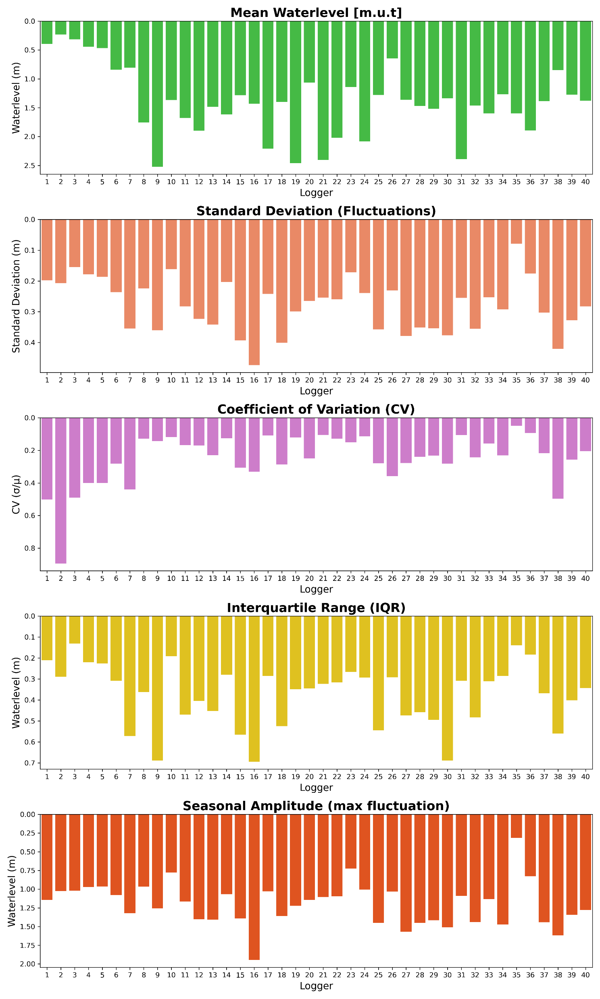 Mean Waterlevel [m.u.t]
Waterlevel (m)
0.0
0.5
1.0
1.5
2.0
2.5
1 2 3 4 5 6 7 8 9 10 11 12 13 14 15 16 17 18 19 20 21 22 23 24 25 26 27 28 29 30 31 32 33 34 35 36 37 38 39 40
Logger
Standard Deviation (Fluctuations)
Standard Deviation (m)
0.0
0.1
0.2
0.3
0.4
1 2 3 4 5 6 7 8 9 10 11 12 13 14 15 16 17 18 19 20 21 22 23 24 25 26 27 28 29 30 31 32 33 34 35 36 37 38 39 40
Logger
Coefficient of Variation (CV)
CV (σ/μ)
0.0
0.2
0.4
0.6
0.8
1 2 3 4 5 6 7 8 9 10 11 12 13 14 15 16 17 18 19 20 21 22 23 24 25 26 27 28 29 30 31 32 33 34 35 36 37 38 39 40
Logger
Interquartile Range (IQR)
Waterlevel (m)
0.0
0.1
0.2
0.3
0.4
0.5
0.6
0.7
1 2 3 4 5 6 7 8 9 10 11 12 13 14 15 16 17 18 19 20 21 22 23 24 25 26 27 28 29 30 31 32 33 34 35 36 37 38 39 40
Logger
Seasonal Amplitude (max fluctuation)
Waterlevel (m)
0.00
0.25
0.50
0.75
1.00
1.25
1.50
1.75
2.00
1 2 3 4 5 6 7 8 9 10 11 12 13 14 15 16 17 18 19 20 21 22 23 24 25 26 27 28 29 30 31 32 33 34 35 36 37 38 39 40
Logger